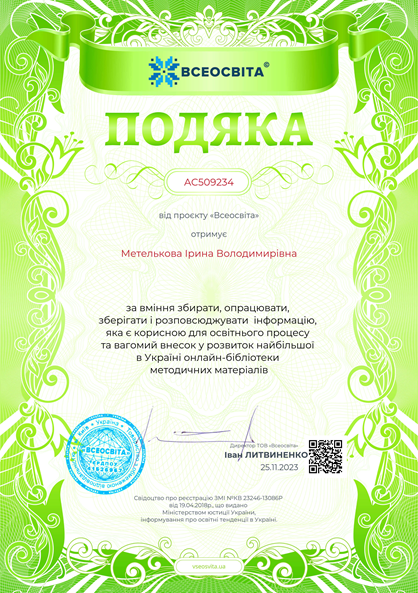 ВСЕОСВІТА©
ПОДЯКА
АС509234
від проєкту «Всеосвіта»
отримує
Метелькова Ірина Володимирівна
за вміння збирати, опрацювати,
зберігати і розповсюджувати інформацію,
яка є корисною для освітнього процесу
та вагомий внесок у розвиток найбільшої
в Україні онлайн-бібліотеки
методичних матеріалів
Директор ТОВ «Всеосвіта»
Іван ЛИТВИНЕНКО
25.11.2023
Київ * Україна
ВСЕОСВІТА
Свідоцтво про реєстрацію ЗМІ №КВ 23246-13086Р
від 19.04.2018р., що видано
Міністерством юстиції України,
інформування про освітні тенденції в Україні.
vseosvita.ua